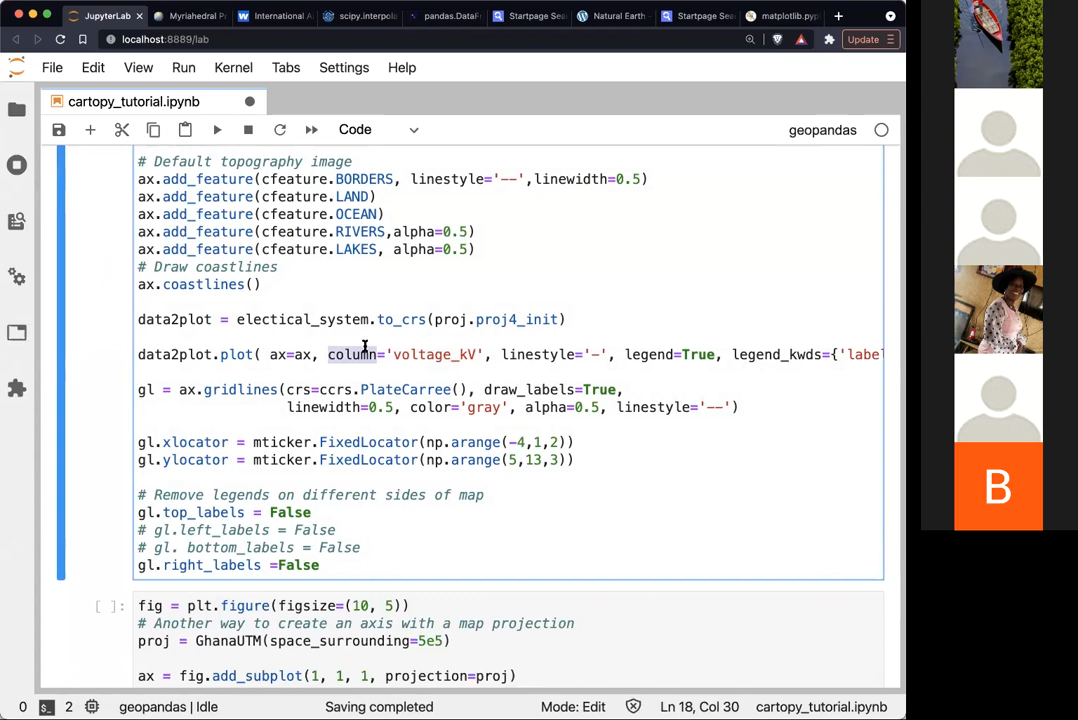 JupyterLab
Myriahedral P
International A
scipy.interpola
pandas.DataFr
Startpage Sear
Natural Earth -
Startpage Sear
matplotlib.pyp
localhost:8889/lab
Update
File Edit View Run Kernel Tabs Settings Help
cartopy_tutorial.ipynb
Code
geopandas
# Default topography image
ax.add_feature(cfeature.BORDERS, linestyle='--',linewidth=0.5)
ax.add_feature(cfeature.LAND)
ax.add_feature(cfeature.OCEAN)
ax.add_feature(cfeature.RIVERS,alpha=0.5)
ax.add_feature(cfeature.LAKES, alpha=0.5)
# Draw coastlines
ax.coastlines()
data2plot = electical_system.to_crs(proj.proj4_init)
data2plot.plot( ax=ax, column='voltage_kV', linestyle='-', legend=True, legend_kwds={'label
gl = ax.gridlines(crs=ccrs.PlateCarree(), draw_labels=True,
linewidth=0.5, color='gray', alpha=0.5, linestyle='--')
gl.xlocator = mticker.FixedLocator(np.arange(-4,1,2))
gl.ylocator = mticker.FixedLocator(np.arange(5,13,3))
# Remove legends on different sides of map
gl.top_labels = False
# gl.left_labels = False
# gl. bottom_labels = False
gl.right_labels =False
[ ]: fig = plt.figure(figsize=(10, 5))
# Another way to create an axis with a map projection
proj = GhanaUTM(space_surrounding=5e5)
ax = fig.add_subplot(1, 1, 1, projection=proj)
0 2 geopandas | Idle Saving completed Mode: Edit Ln 18, Col 30 cartopy_tutorial.ipynb
B